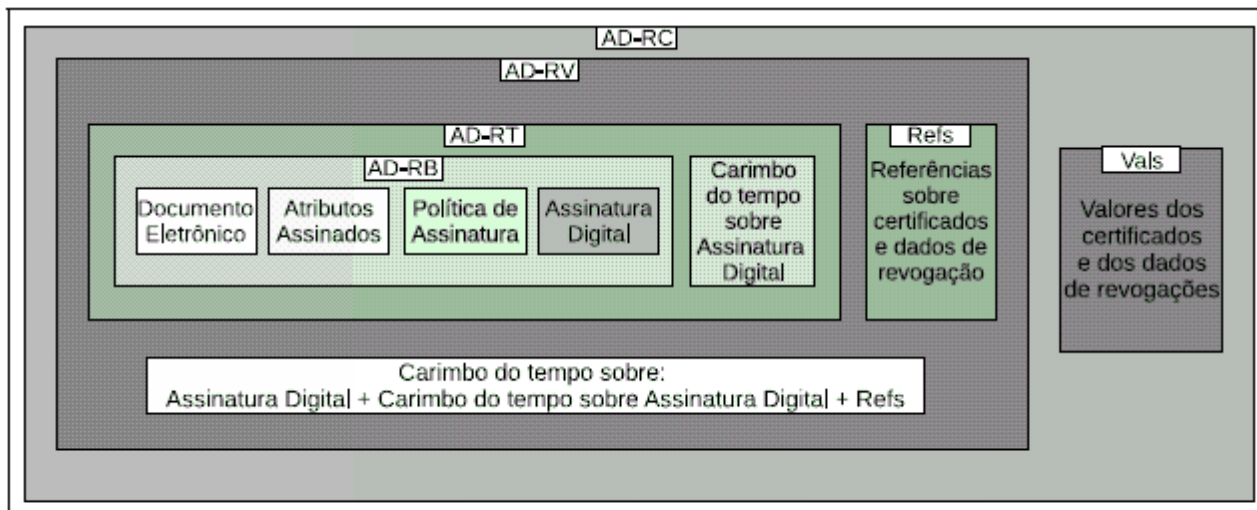 AD-RC
AD-RV
AD-RT
AD-RB
Documento
Eletrônico
Atributos
Assinados
Política de
Assinatura
Assinatura
Digital
Carimbo
do tempo
sobre
Assinatura
Digital
Refs
Referências
sobre
certificados
e dados de
revogação
Vals
Valores dos
certificados
e dos dados
de revogações
Carimbo do tempo sobre:
Assinatura Digital + Carimbo do tempo sobre Assinatura Digital + Refs